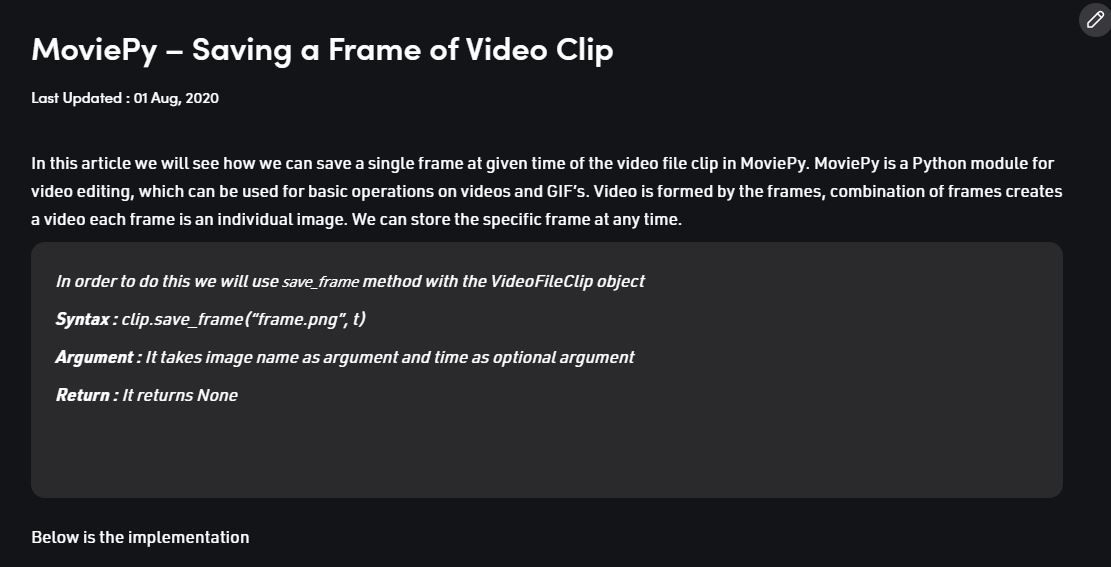 MoviePy – Saving a Frame of Video Clip
Last Updated : 01 Aug, 2020
In this article we will see how we can save a single frame at given time of the video file clip in MoviePy. MoviePy is a Python module for
video editing, which can be used for basic operations on videos and GIF’s. Video is formed by the frames, combination of frames creates
a video each frame is an individual image. We can store the specific frame at any time.
In order to do this we will use save_frame method with the VideoFileClip object
Syntax : clip.save_frame(“frame.png”, t)
Argument : It takes image name as argument and time as optional argument
Return : It returns None
Below is the implementation